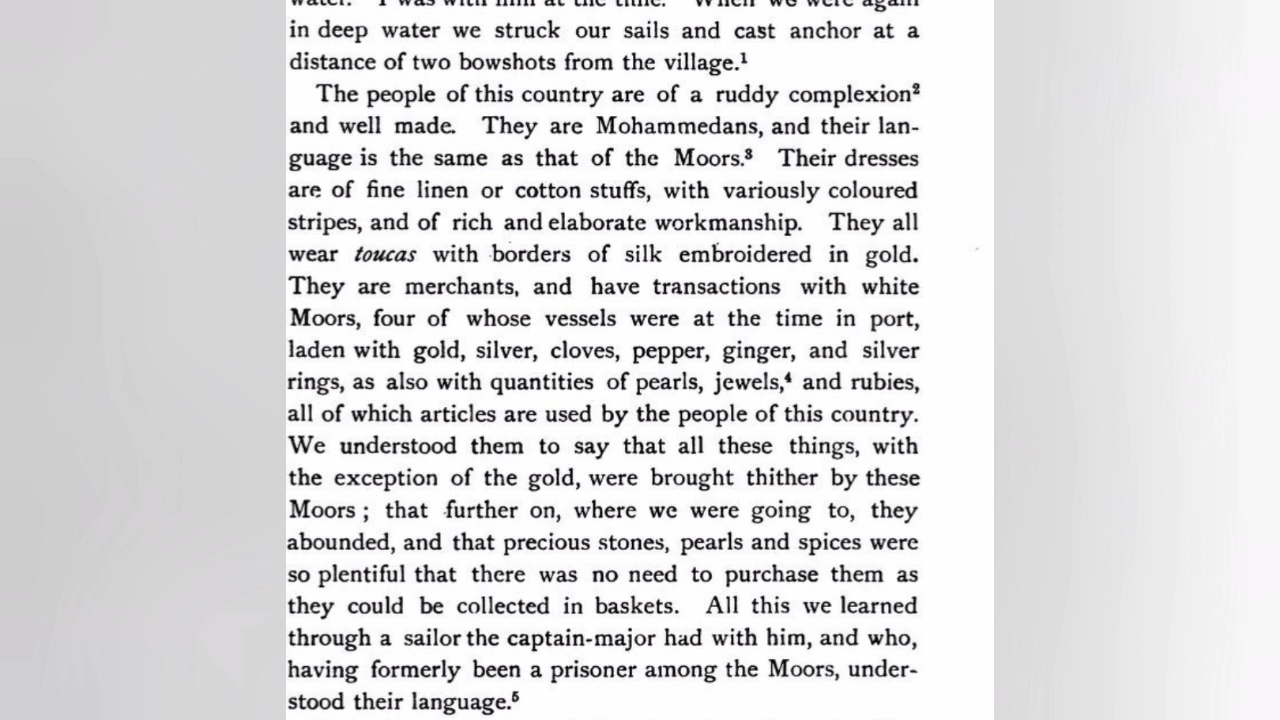 water. I was with him at the time. When we were again
in deep water we struck our sails and cast anchor at a
distance of two bowshots from the village.¹
The people of this country are of a ruddy complexion²
and well made. They are Mohammedans, and their lan-
guage is the same as that of the Moors.³ Their dresses
are of fine linen or cotton stuffs, with variously coloured
stripes, and of rich and elaborate workmanship. They all
wear toucas with borders of silk embroidered in gold.
They are merchants, and have transactions with white
Moors, four of whose vessels were at the time in port,
laden with gold, silver, cloves, pepper, ginger, and silver
rings, as also with quantities of pearls, jewels,⁴ and rubies,
all of which articles are used by the people of this country.
We understood them to say that all these things, with
the exception of the gold, were brought thither by these
Moors ; that further on, where we were going to, they
abounded, and that precious stones, pearls and spices were
so plentiful that there was no need to purchase them as
they could be collected in baskets. All this we learned
through a sailor the captain-major had with him, and who,
having formerly been a prisoner among the Moors, under-
stood their language.⁵